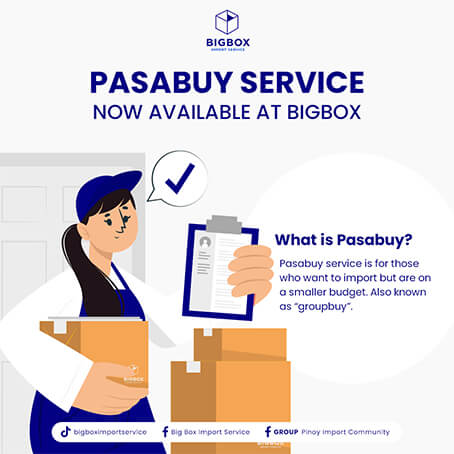 BIGBOX
IMPORT SERVICE
PASABUY SERVICE
NOW AVAILABLE AT BIGBOX
What is Pasabuy?
Pasabuy service is for those
who want to import but are on
a smaller budget. Also known
as “groupbuy”.
BIGBOX
BIGBOX
bigboximportservice
Big Box Import Service
GROUP Pinoy Import Community